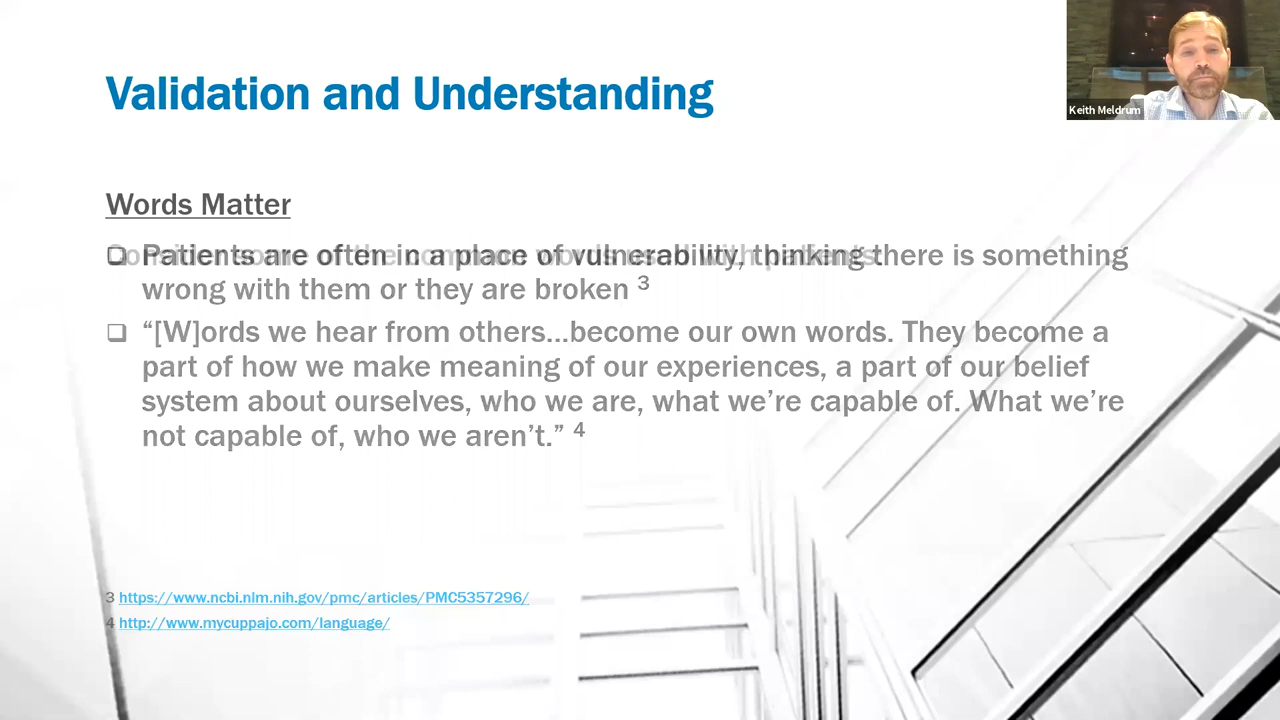 Keith Meldrum
Validation and Understanding
Words Matter
Patients are often in a place of vulnerability, thinking there is something
wrong with them or they are broken 3
“[W]ords we hear from others...become our own words. They become a
part of how we make meaning of our experiences, a part of our belief
system about ourselves, who we are, what we’re capable of. What we’re
not capable of, who we aren’t.” 4
3 https://www.ncbi.nlm.nih.gov/pmc/articles/PMC5357296/
4 http://www.mycuppajo.com/language/